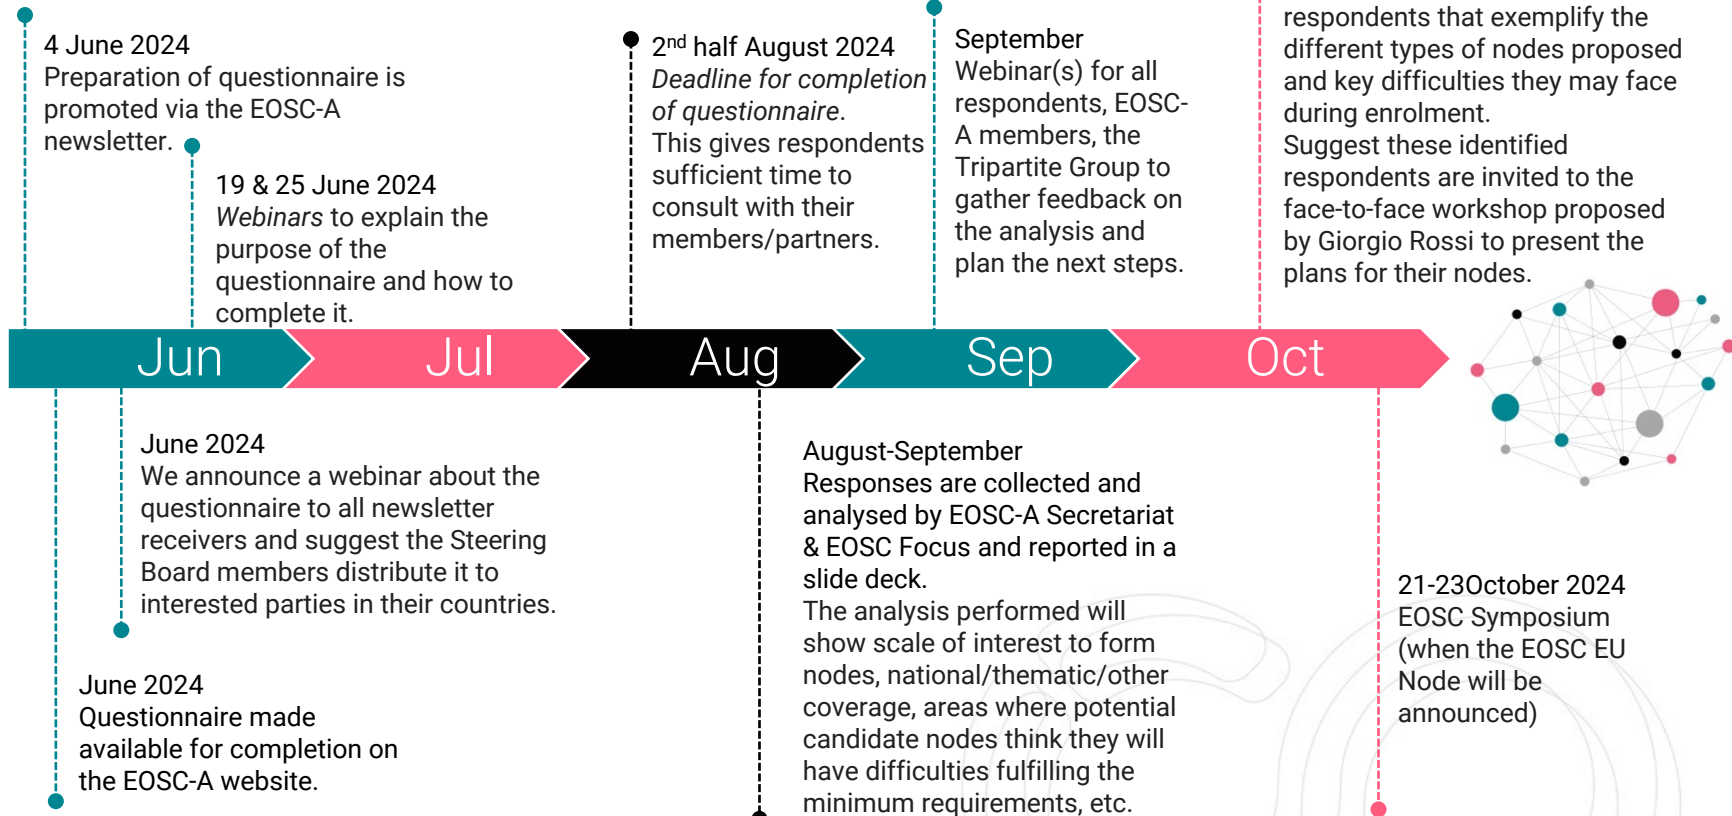 4 June 2024
Preparation of questionnaire is
promoted via the EOSC-A
newsletter.
19 & 25 June 2024
Webinars to explain the
purpose of the
questionnaire and how to
complete it.
2nd half August 2024
Deadline for completion
of questionnaire.
This gives respondents
sufficient time to
consult with their
members/partners.
September
Webinar(s) for all
respondents, EOSC-
A members, the
Tripartite Group to
gather feedback on
the analysis and
plan the next steps.
respondents that exemplify the
different types of nodes proposed
and key difficulties they may face
during enrolment.
Suggest these identified
respondents are invited to the
face-to-face workshop proposed
by Giorgio Rossi to present the
plans for their nodes.
Jun
Jul
Aug
Sep
Oct
June 2024
We announce a webinar about the
questionnaire to all newsletter
receivers and suggest the Steering
Board members distribute it to
interested parties in their countries.
June 2024
Questionnaire made
available for completion on
the EOSC-A website.
August-September
Responses are collected and
analysed by EOSC-A Secretariat
& EOSC Focus and reported in a
slide deck.
The analysis performed will
show scale of interest to form
nodes, national/thematic/other
coverage, areas where potential
candidate nodes think they will
have difficulties fulfilling the
minimum requirements, etc.
21-23October 2024
EOSC Symposium
(when the EOSC EU
Node will be
announced)